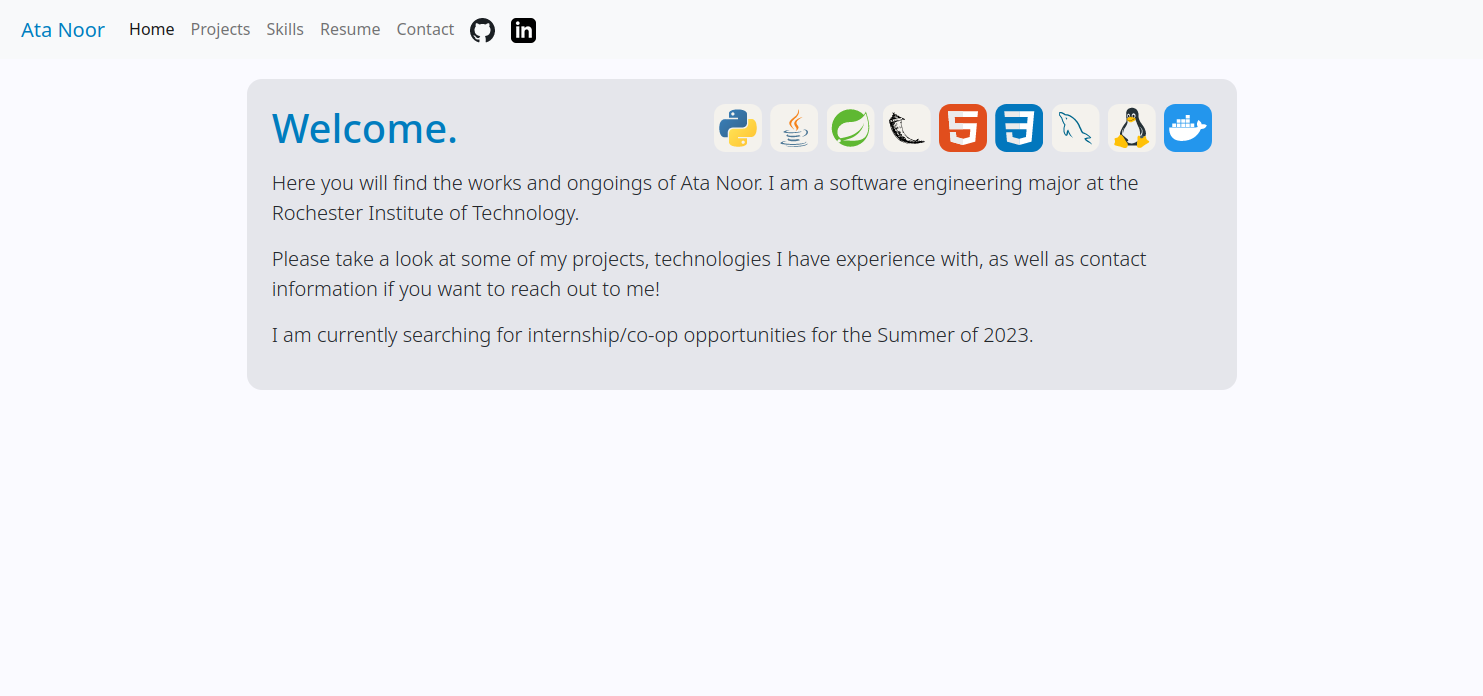 Ata Noor Home Projects Skills Resume Contact in
Welcome.
Here you will find the works and ongoings of Ata Noor. I am a software engineering major at the
Rochester Institute of Technology.
Please take a look at some of my projects, technologies I have experience with, as well as contact
information if you want to reach out to me!
I am currently searching for internship/co-op opportunities for the Summer of 2023.